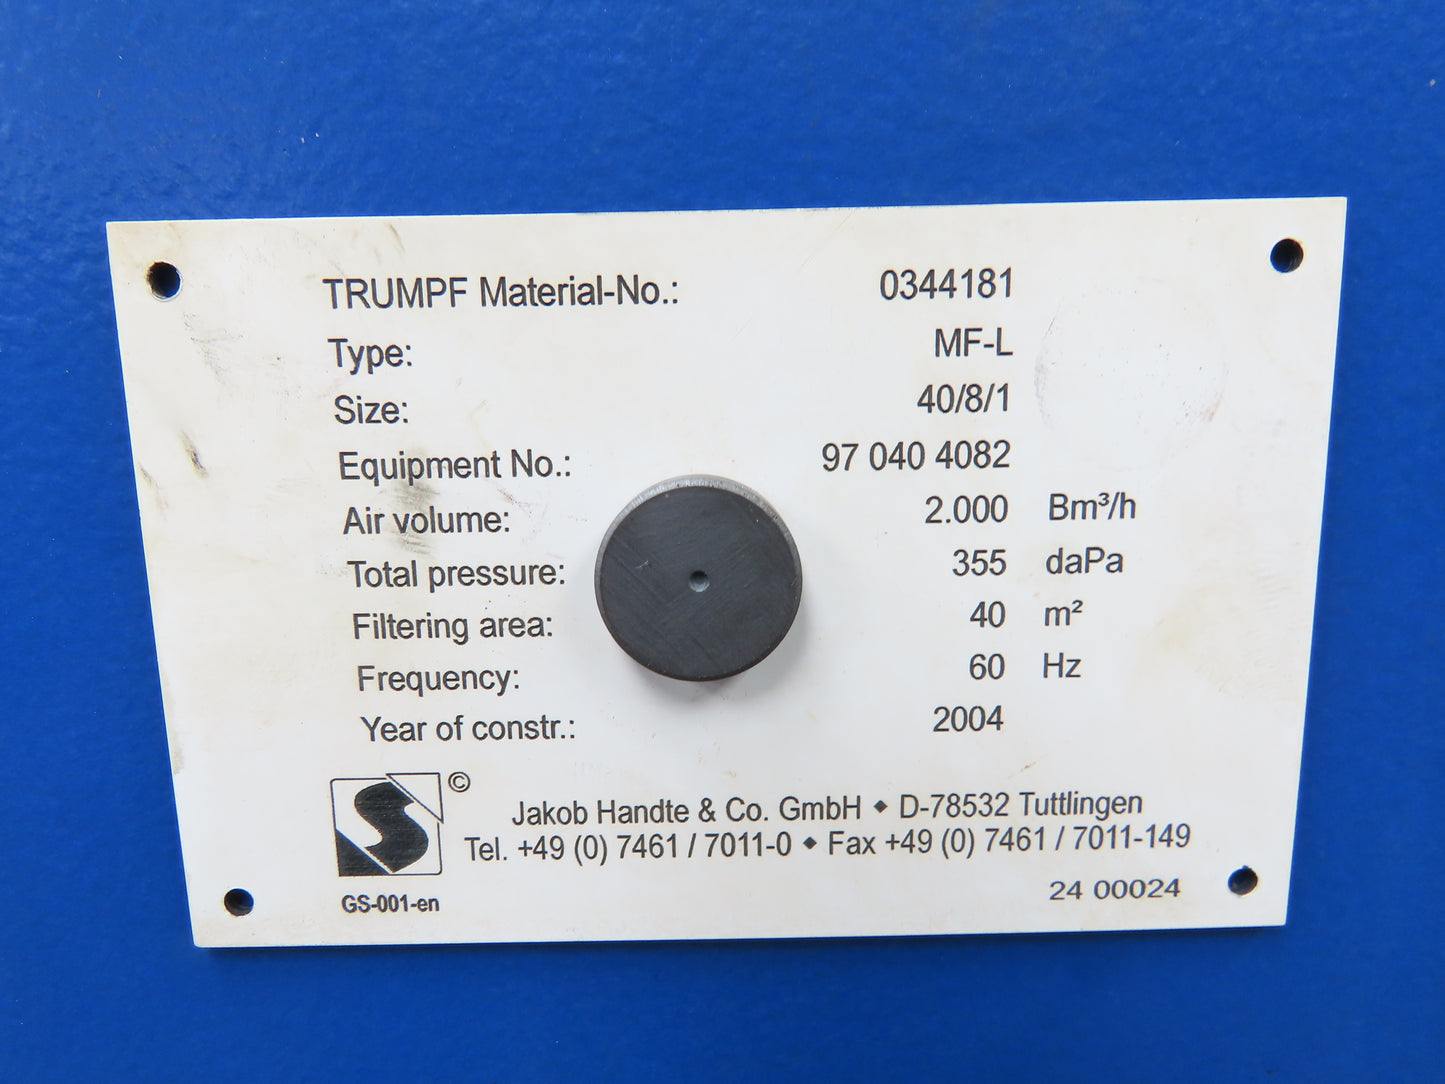 TRUMPF Material-No.: 0344181
Type: MF-L
Size: 40/8/1
Equipment No.: 97 040 4082
Air volume: 2.000 Bm³/h
Total pressure: 355 daPa
Filtering area: 40 m²
Frequency: 60 Hz
Year of constr.: 2004
©
Jakob Handte & Co. GmbH ◆ D-78532 Tuttlingen
Tel. +49 (0) 7461 / 7011-0 ◆ Fax +49 (0) 7461 / 7011-149
GS-001-en 24 00024